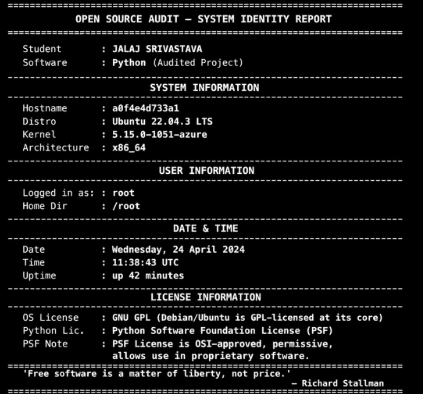 OPEN SOURCE AUDIT — SYSTEM IDENTITY REPORT
Student : JALAJ SRIVASTAVA
Software : Python (Audited Project)
SYSTEM INFORMATION
Hostname : a0f4e4d733a1
Distro : Ubuntu 22.04.3 LTS
Kernel : 5.15.0-1051-azure
Architecture : x86_64
USER INFORMATION
Logged in as: : root
Home Dir : /root
DATE & TIME
Date : Wednesday, 24 April 2024
Time : 11:38:43 UTC
Uptime : up 42 minutes
LICENSE INFORMATION
OS License : GNU GPL (Debian/Ubuntu is GPL-licensed at its core)
Python Lic. : Python Software Foundation License (PSF)
PSF Note : PSF License is OSI-approved, permissive,
allows use in proprietary software.
'Free software is a matter of liberty, not price.'
— Richard Stallman